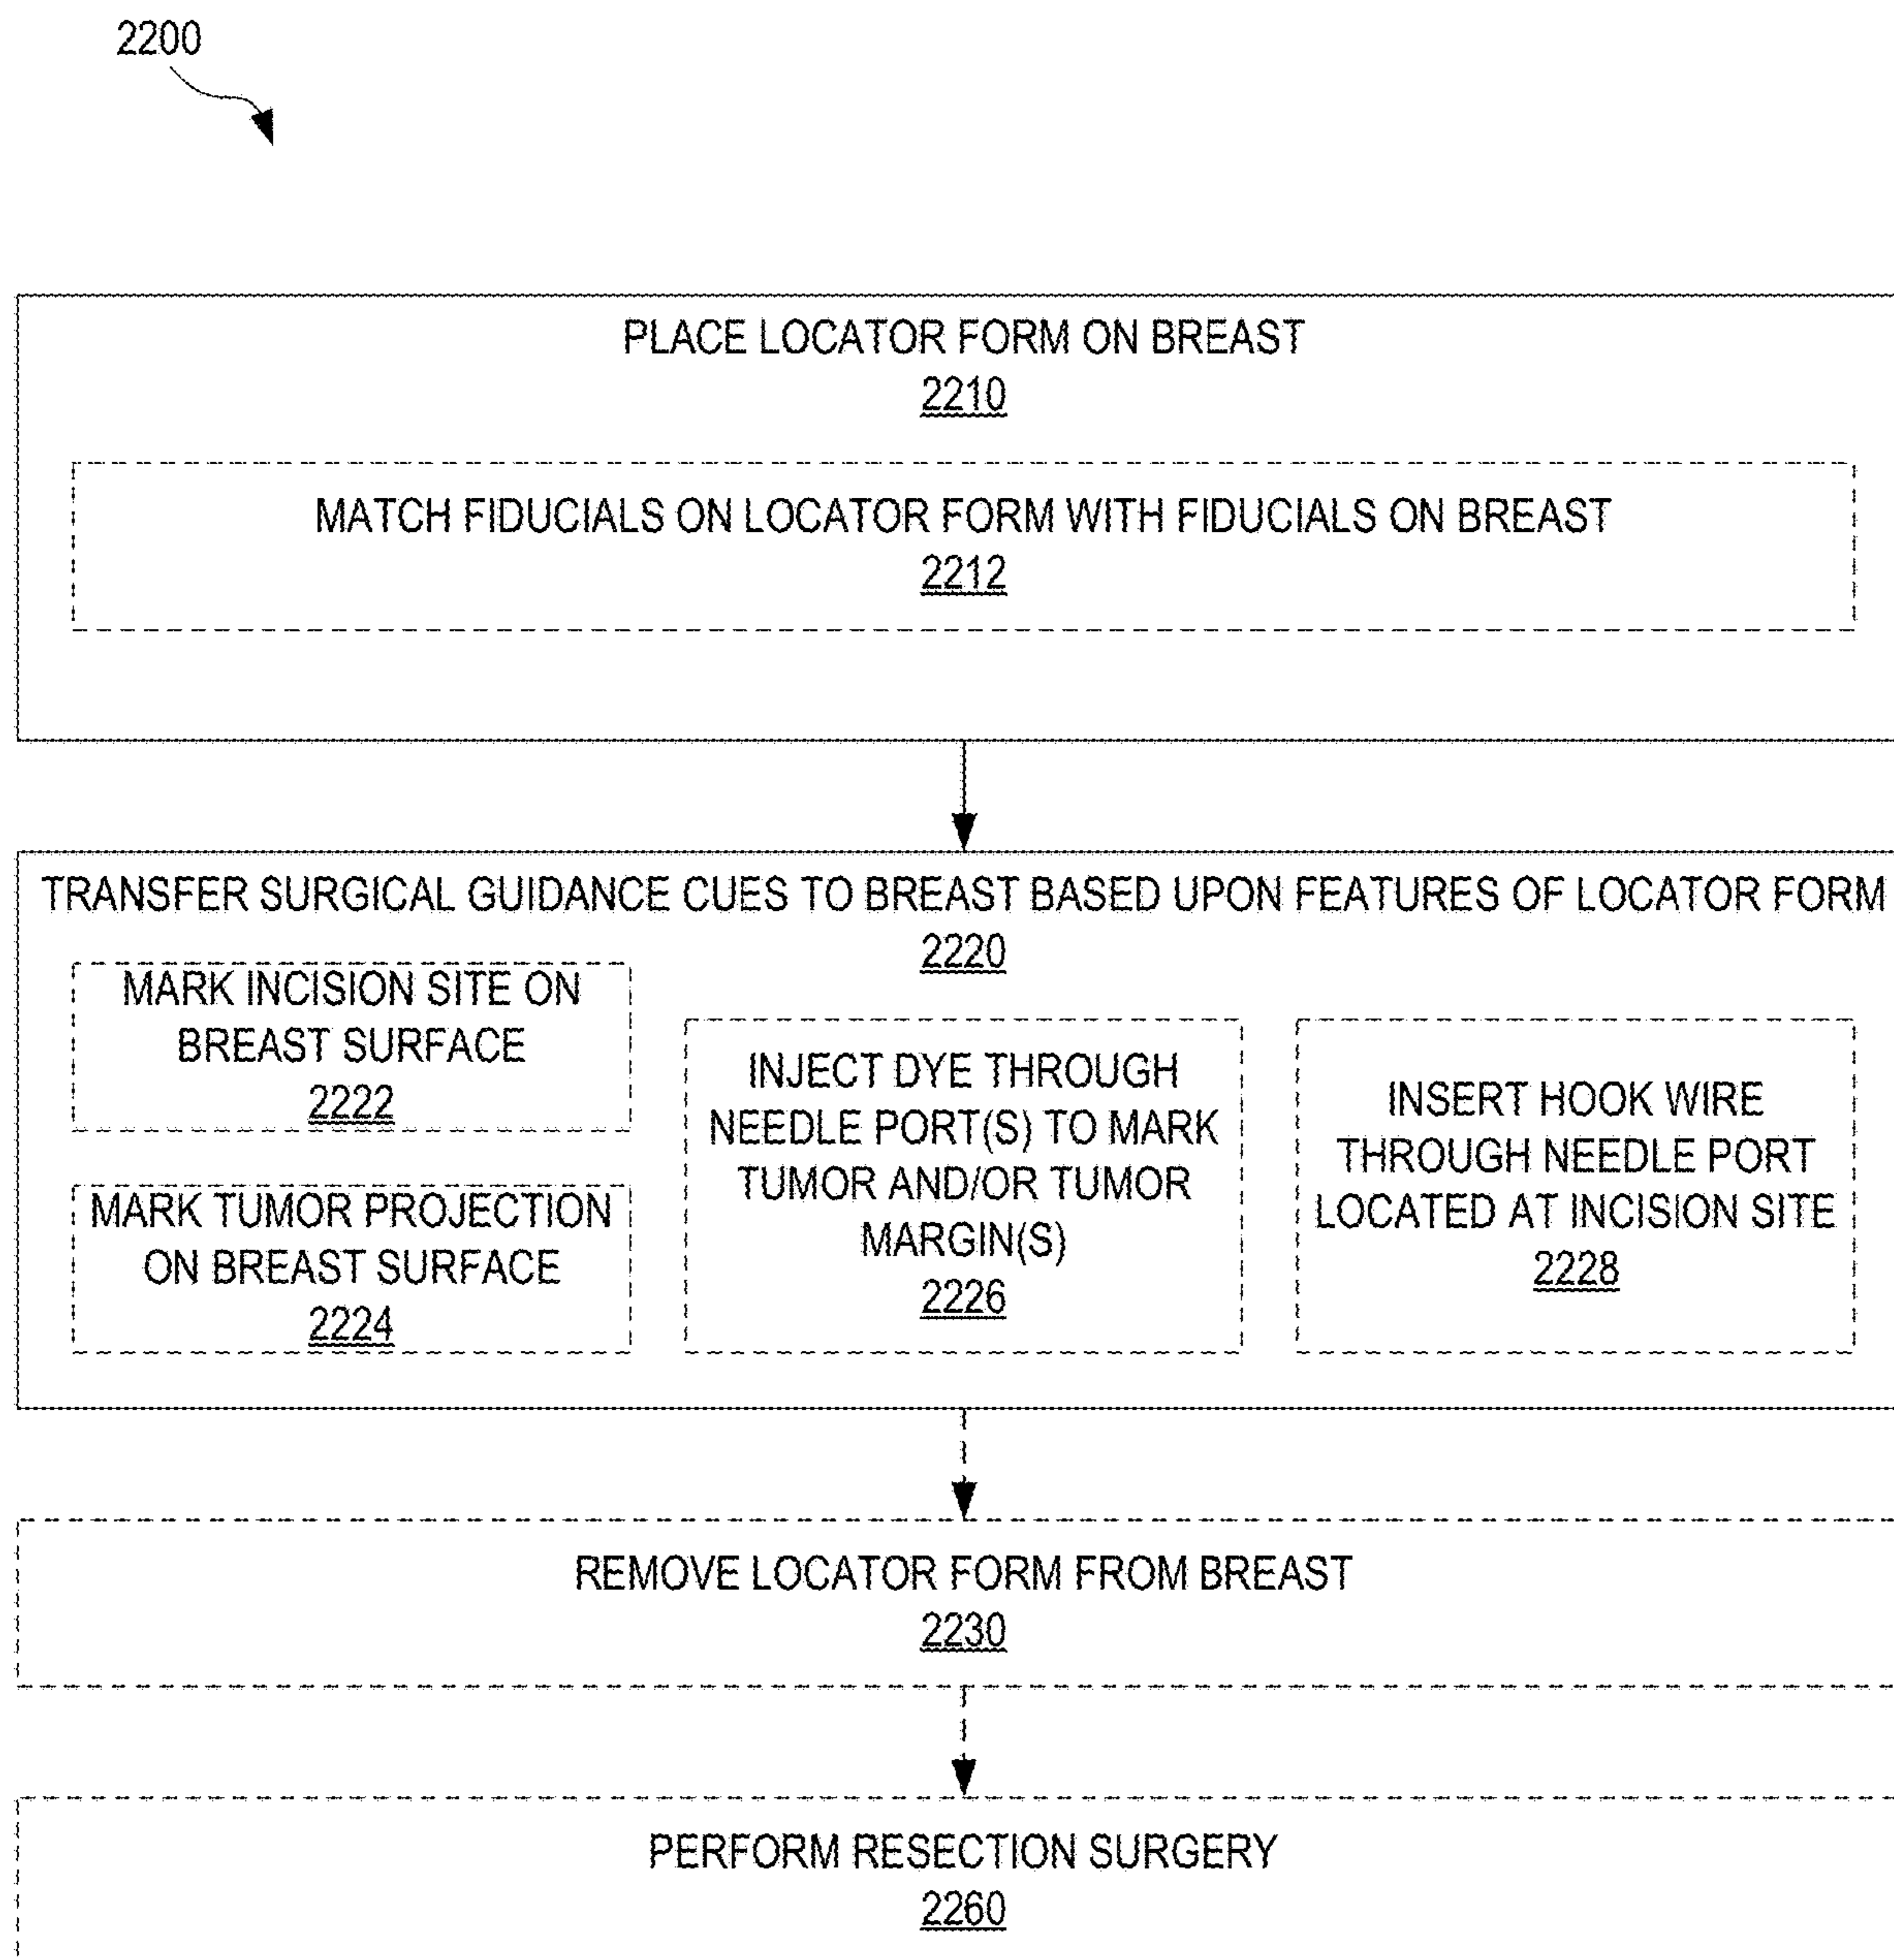 2200
PLACE LOCATOR FORM ON BREAST
2210
MATCH FIDUCIALS ON LOCATOR FORM WITH FIDUCIALS ON BREAST
2212
TRANSFER SURGICAL GUIDANCE CUES TO BREAST BASED UPON FEATURES OF LOCATOR FORM
2220
MARK INCISION SITE ON
BREAST SURFACE
2222
MARK TUMOR PROJECTION
ON BREAST SURFACE
2224
INJECT DYE THROUGH
NEEDLE PORT(S) TO MARK
TUMOR AND/OR TUMOR
MARGIN(S)
2226
INSERT HOOK WIRE
THROUGH NEEDLE PORT
LOCATED AT INCISION SITE
2228
REMOVE LOCATOR FORM FROM BREAST
2230
PERFORM RESECTION SURGERY
2260